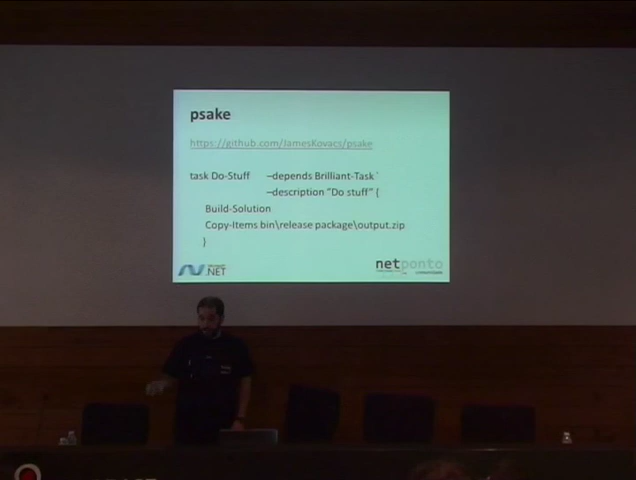 psake
https://github.com/JamesKovacs/psake
task Do-Stuff –depends Brilliant-Task`
–description "Do stuff" {
Build-Solution
Copy-Items bin\release package\output.zip
}
Microsoft
.NET
netponto